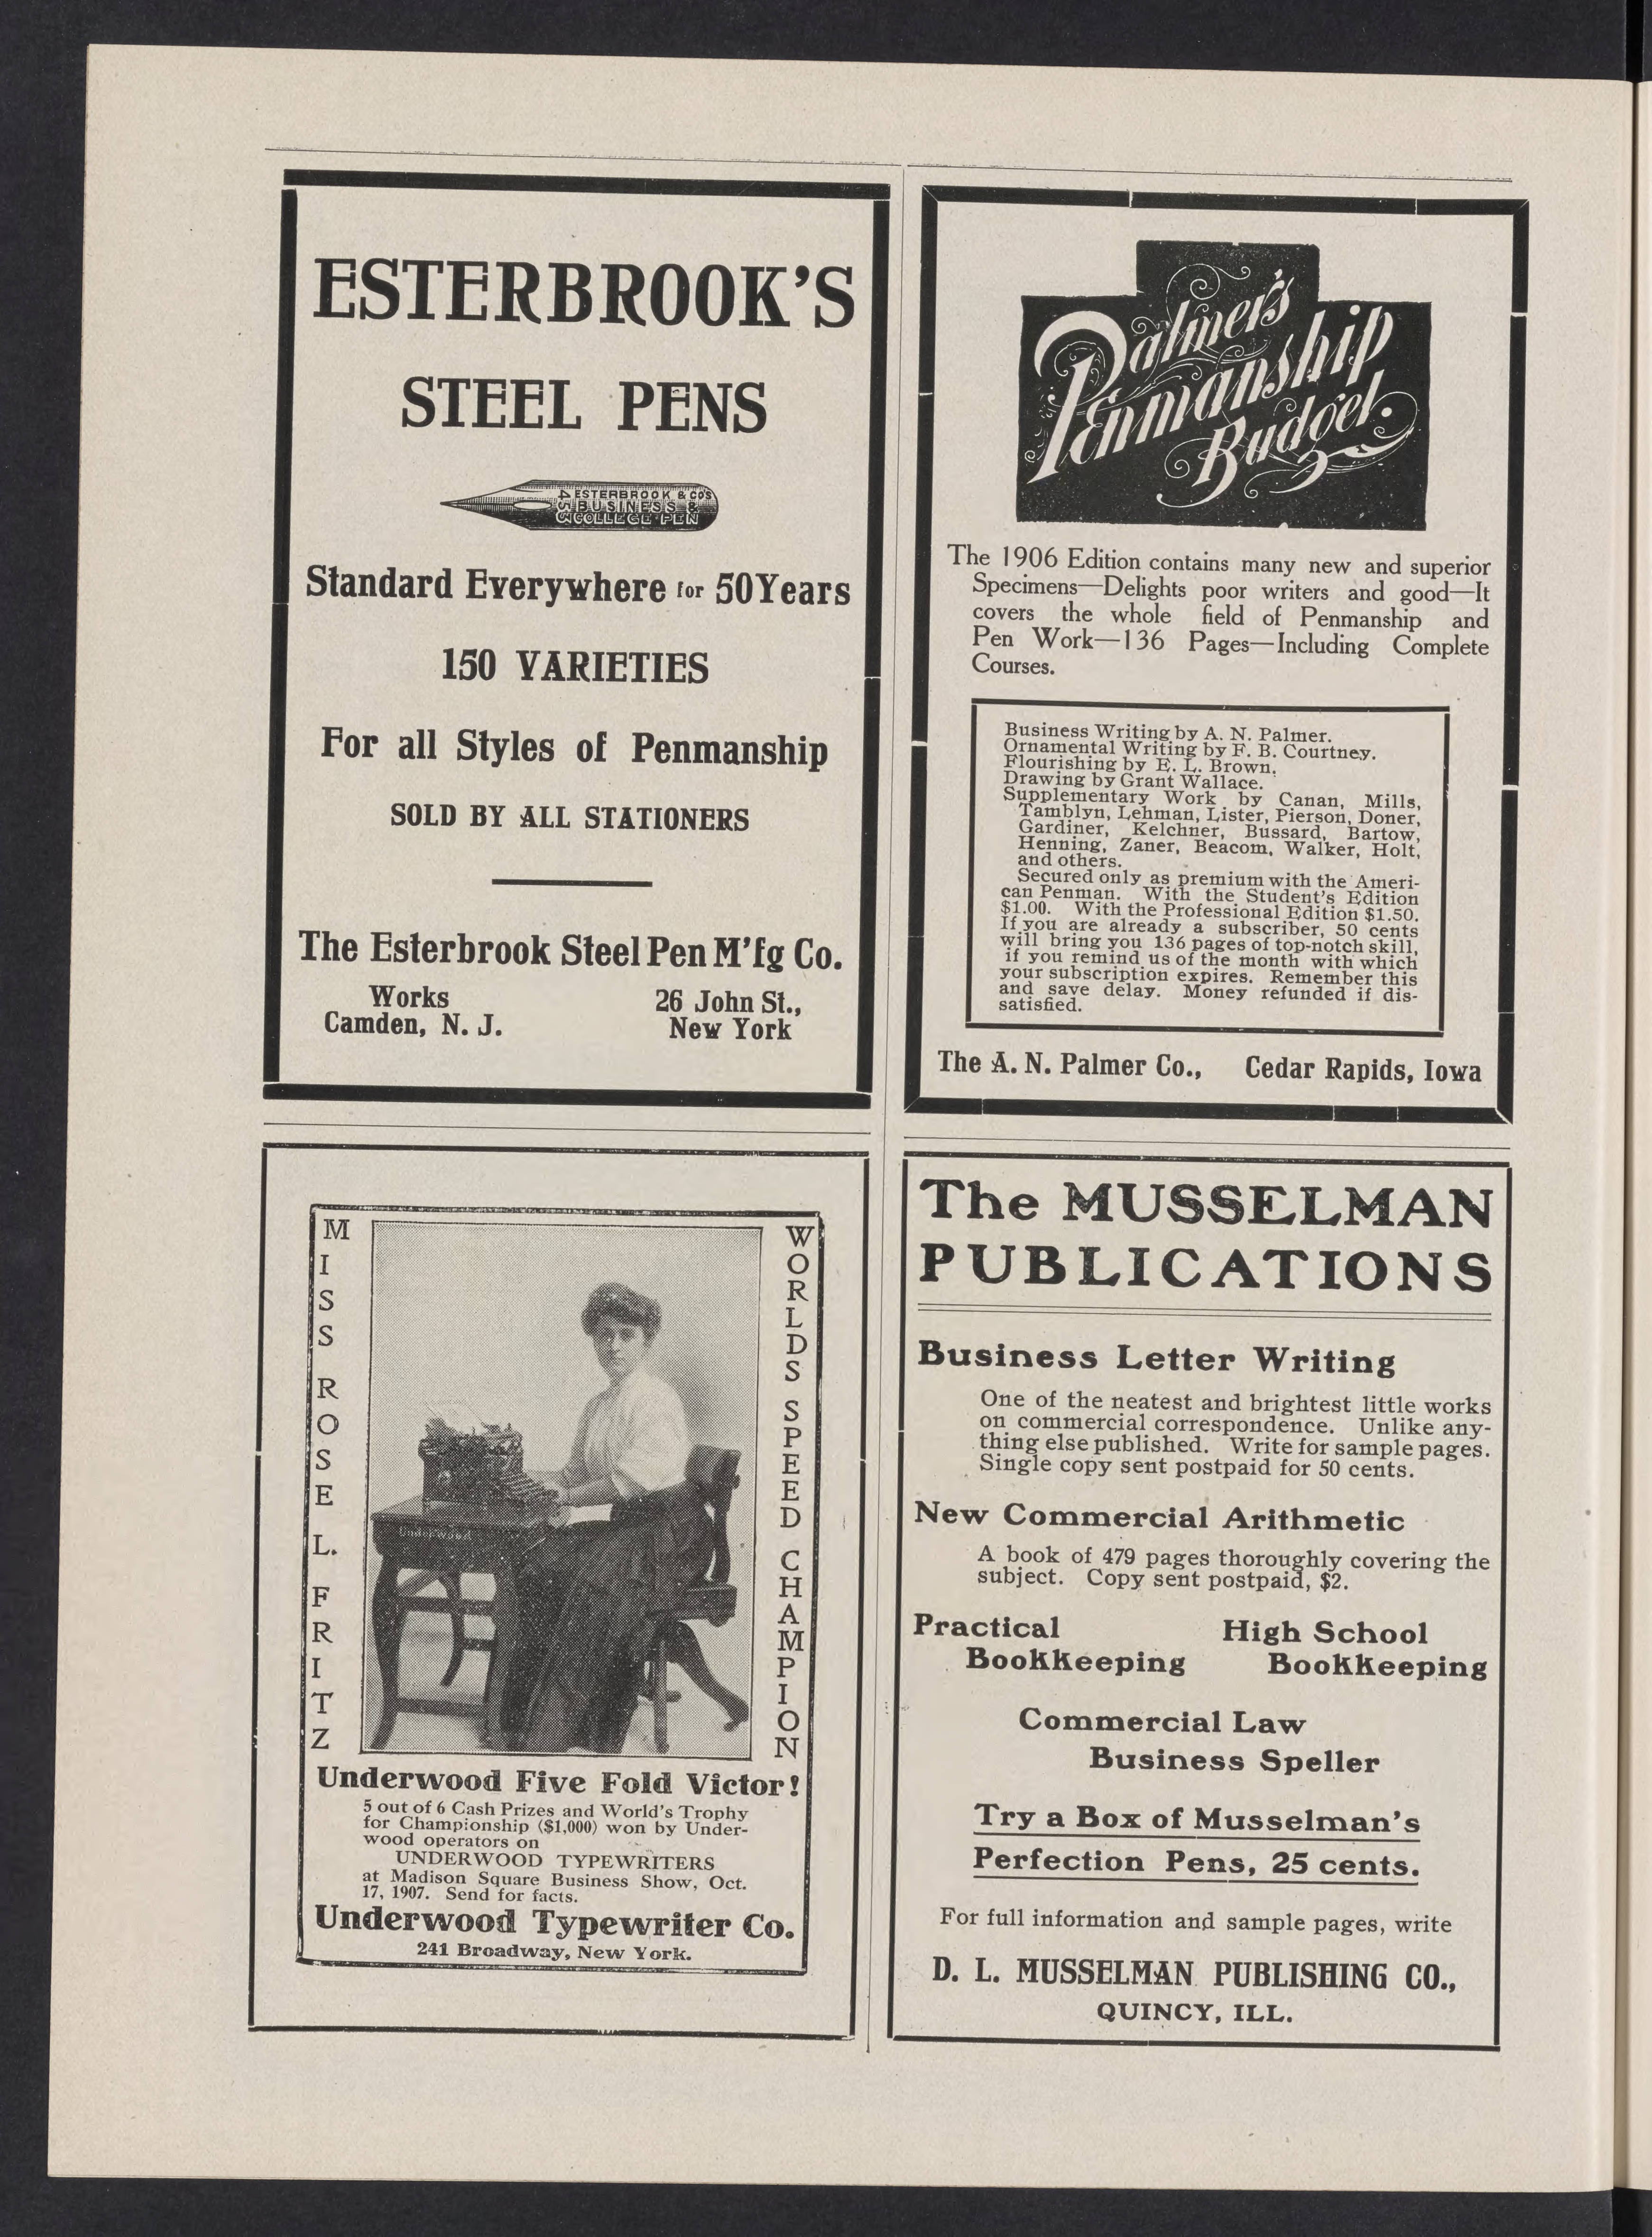 ESTERBROOK'S
STEEL PENS
453
ESTERBROOK & CO'S
BUSINESS &
COLLEGE PEN
Standard Everywhere for 50 Years
150 VARIETIES
For all Styles of Penmanship
SOLD BY ALL STATIONERS
The Esterbrook Steel Pen M'fg Co.
Works
Camden, N. J.
26 John St.,
New York
Palmer's
Penmanship
Budget.
The 1906 Edition contains many new and superior
Specimens—Delights poor writers and good—It
covers the whole field of Penmanship and
Pen Work—136 Pages—Including Complete
Courses.
Business Writing by A. N. Palmer.
Ornamental Writing by F. B. Courtney.
Flourishing by E. L. Brown.
Drawing by Grant Wallace.
Supplementary Work by Canan, Mills,
Tamblyn, Lehman, Lister, Pierson, Doner,
Gardiner, Kelchner, Bussard, Bartow,
Henning, Zaner, Beacom, Walker, Holt,
and others.
Secured only as premium with the Ameri-
can Penman. With the Student's Edition
$1.00. With the Professional Edition $1.50.
If you are already a subscriber, 50 cents
will bring you 136 pages of top-notch skill,
if you remind us of the month with which
your subscription expires. Remember this
and save delay. Money refunded if dis-
satisfied.
The A. N. Palmer Co., Cedar Rapids, Iowa
MISS ROSE L. FRITZ
WORLDS SPEED CHAMPION
Underwood
Underwood Five Fold Victor!
5 out of 6 Cash Prizes and World's Trophy
for Championship ($1,000) won by Under-
wood operators on
UNDERWOOD TYPEWRITERS
at Madison Square Business Show, Oct.
17, 1907. Send for facts.
Underwood Typewriter Co.
241 Broadway, New York.
The MUSSELMAN
PUBLICATIONS
Business Letter Writing
One of the neatest and brightest little works
on commercial correspondence. Unlike any-
thing else published. Write for sample pages.
Single copy sent postpaid for 50 cents.
New Commercial Arithmetic
A book of 479 pages thoroughly covering the
subject. Copy sent postpaid, $2.
Practical
Bookkeeping
High School
Bookkeeping
Commercial Law
Business Speller
Try a Box of Musselman's
Perfection Pens, 25 cents.
For full information and sample pages, write
D. L. MUSSELMAN PUBLISHING CO.,
QUINCY, ILL.